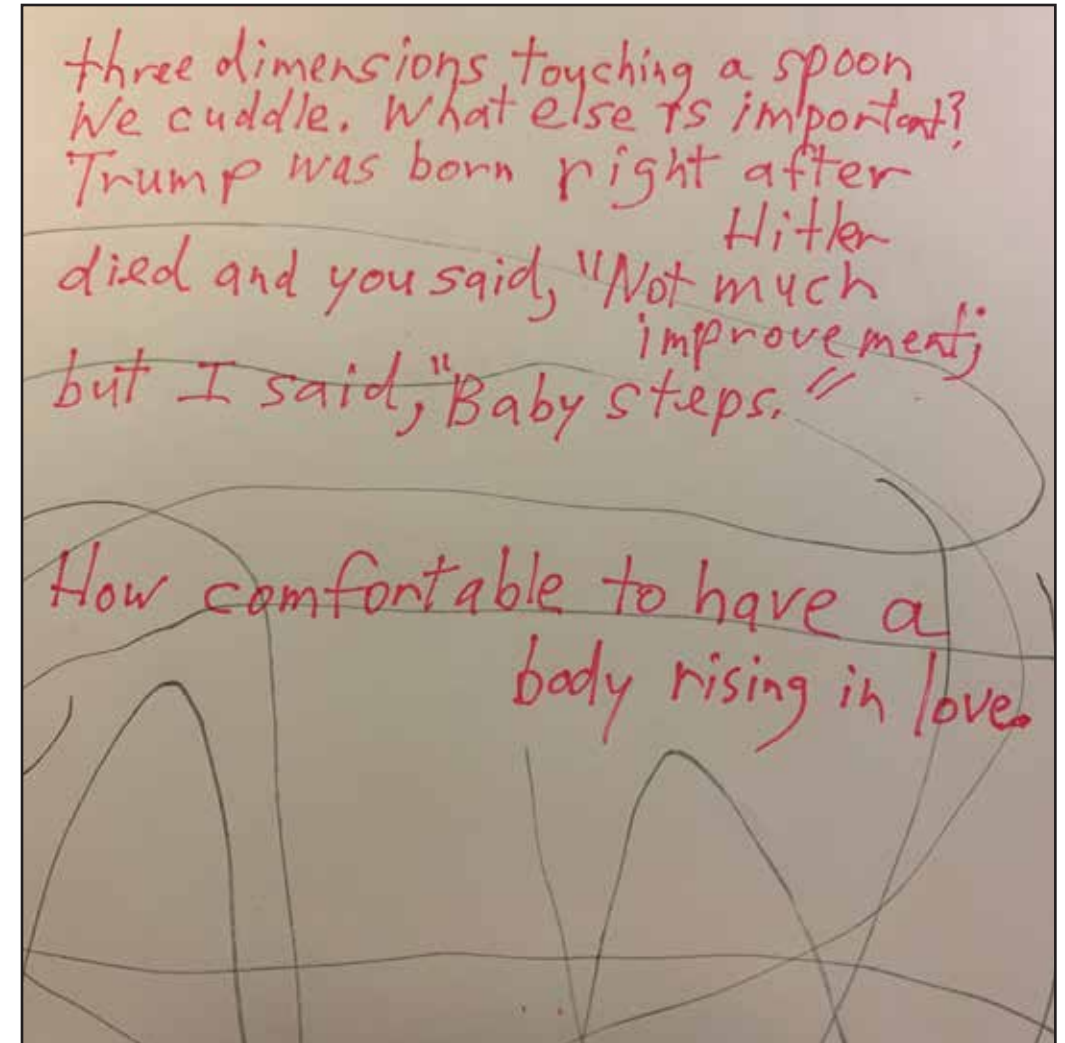 three dimensions touching a spoon
We cuddle. What else is important?
Trump was born right after
Hitler
died and you said, "Not much
improvement;
but I said, "Baby steps."
How comfortable to have a
body rising in love.